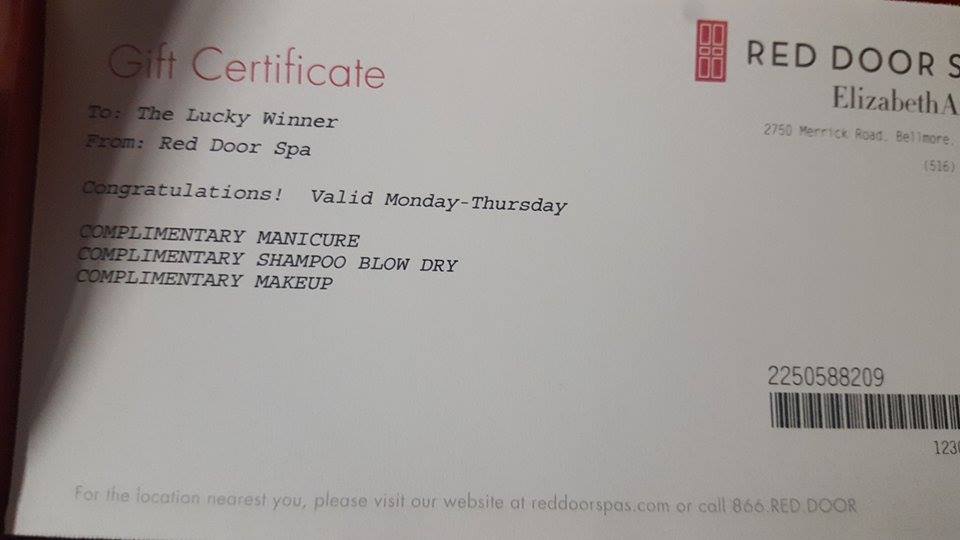 Gift Certificate
RED DOOR S
Elizabeth A
2750 Merrick Road, Bellmore,
(516)
To: The Lucky Winner
From: Red Door Spa
Congratulations! Valid Monday-Thursday
COMPLIMENTARY MANICURE
COMPLIMENTARY SHAMPOO BLOW DRY
COMPLIMENTARY MAKEUP
2250588209
123
For the location nearest you, please visit our website at reddoorspas.com or call 866.RED.DOOR